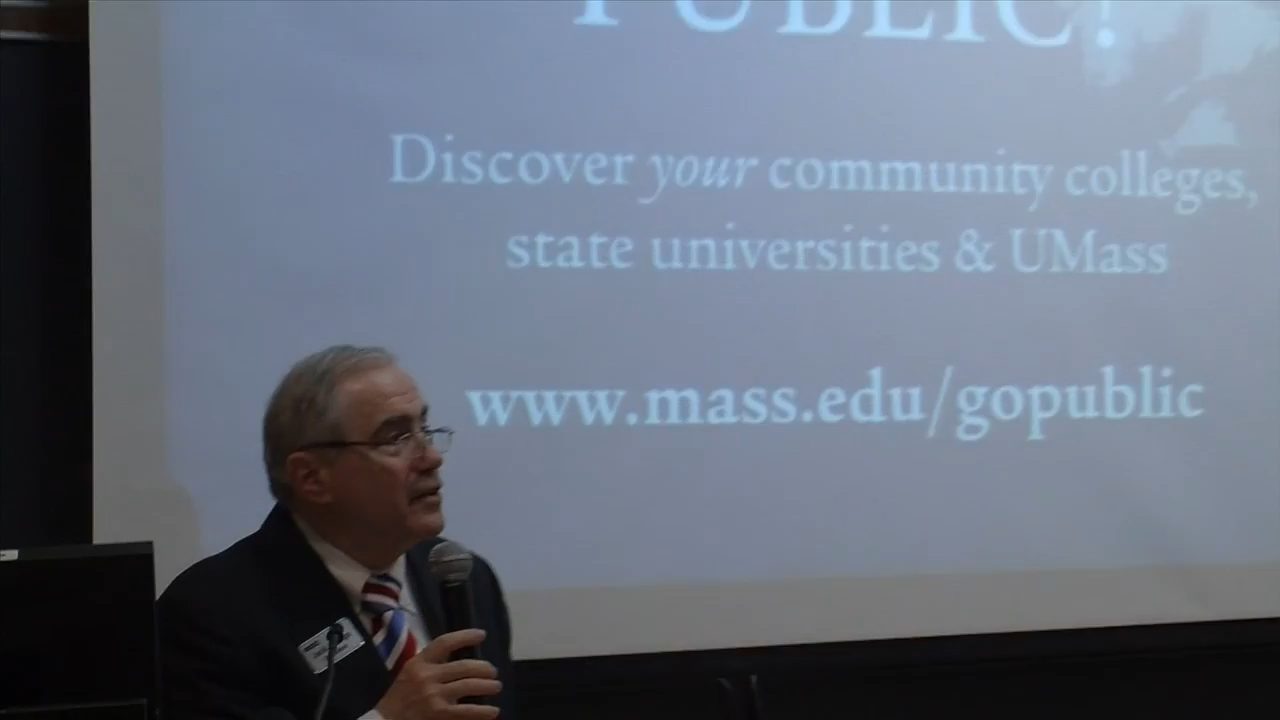 PUBLIC!
Discover your community colleges,
state universities & UMass
www.mass.edu/gopublic